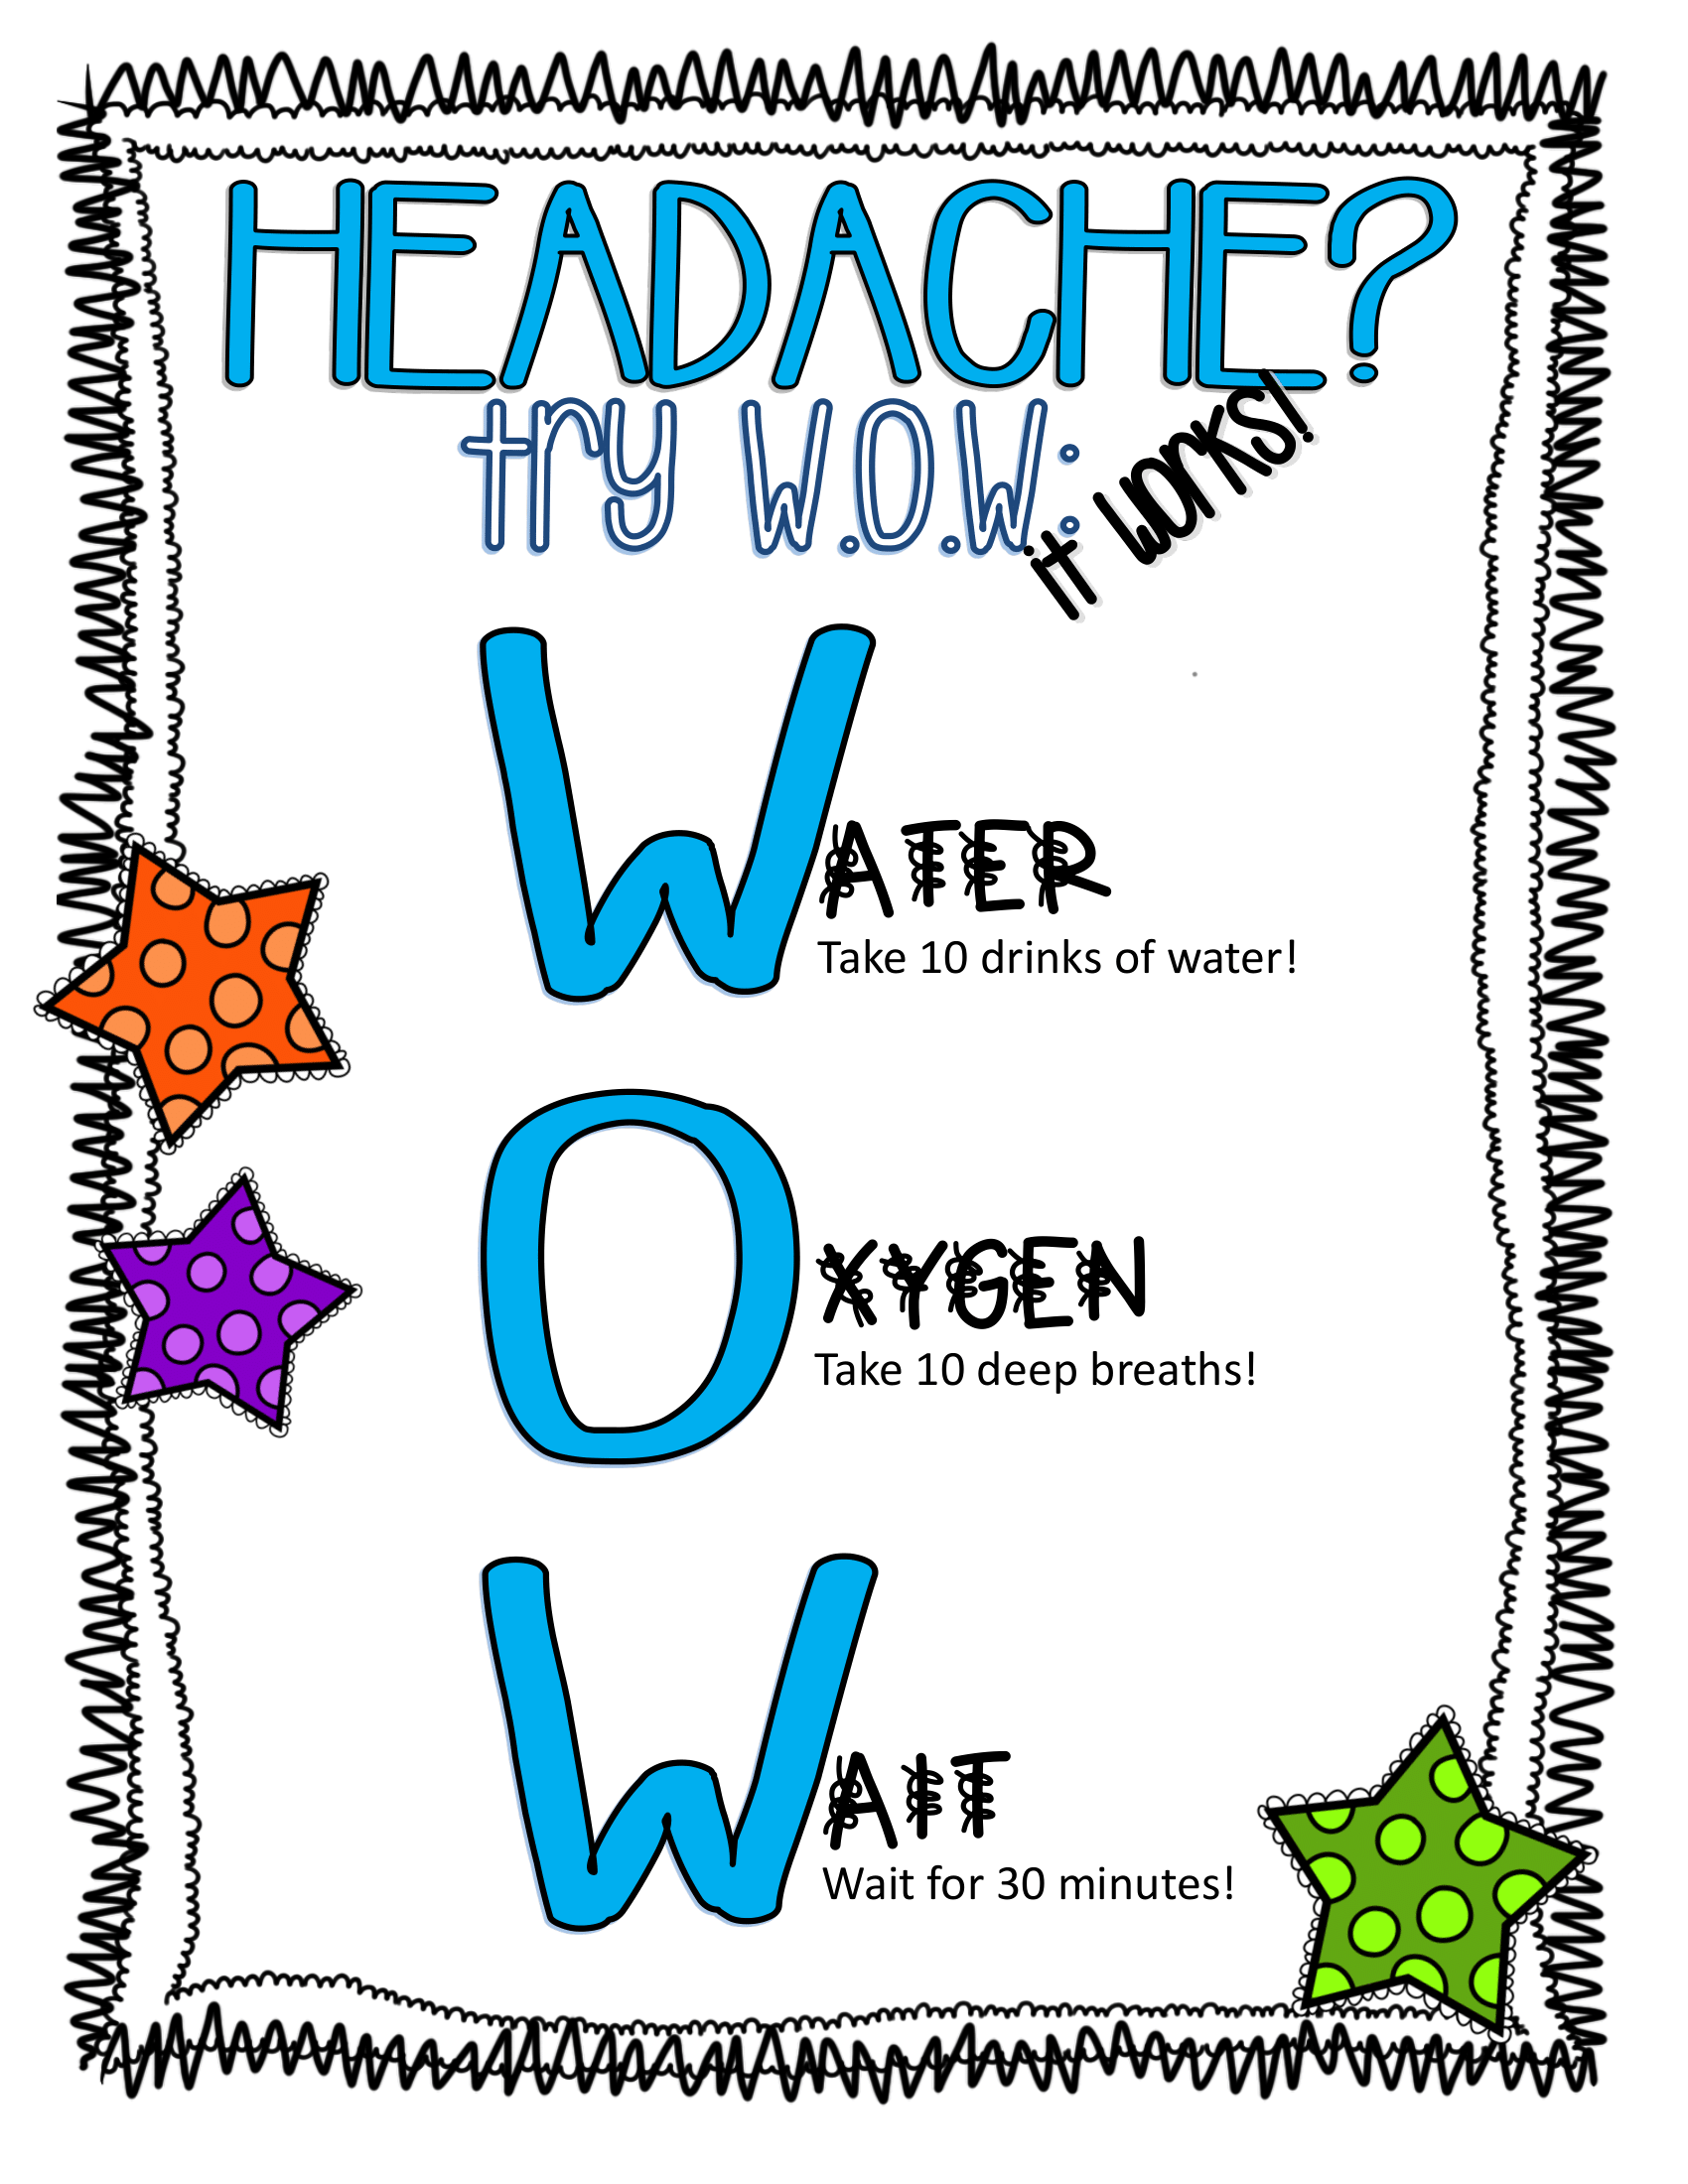 HEADACHE?
try W.O.W:
it works!
WATER
Take 10 drinks of water!
OXYGEN
Take 10 deep breaths!
WAIT
Wait for 30 minutes!